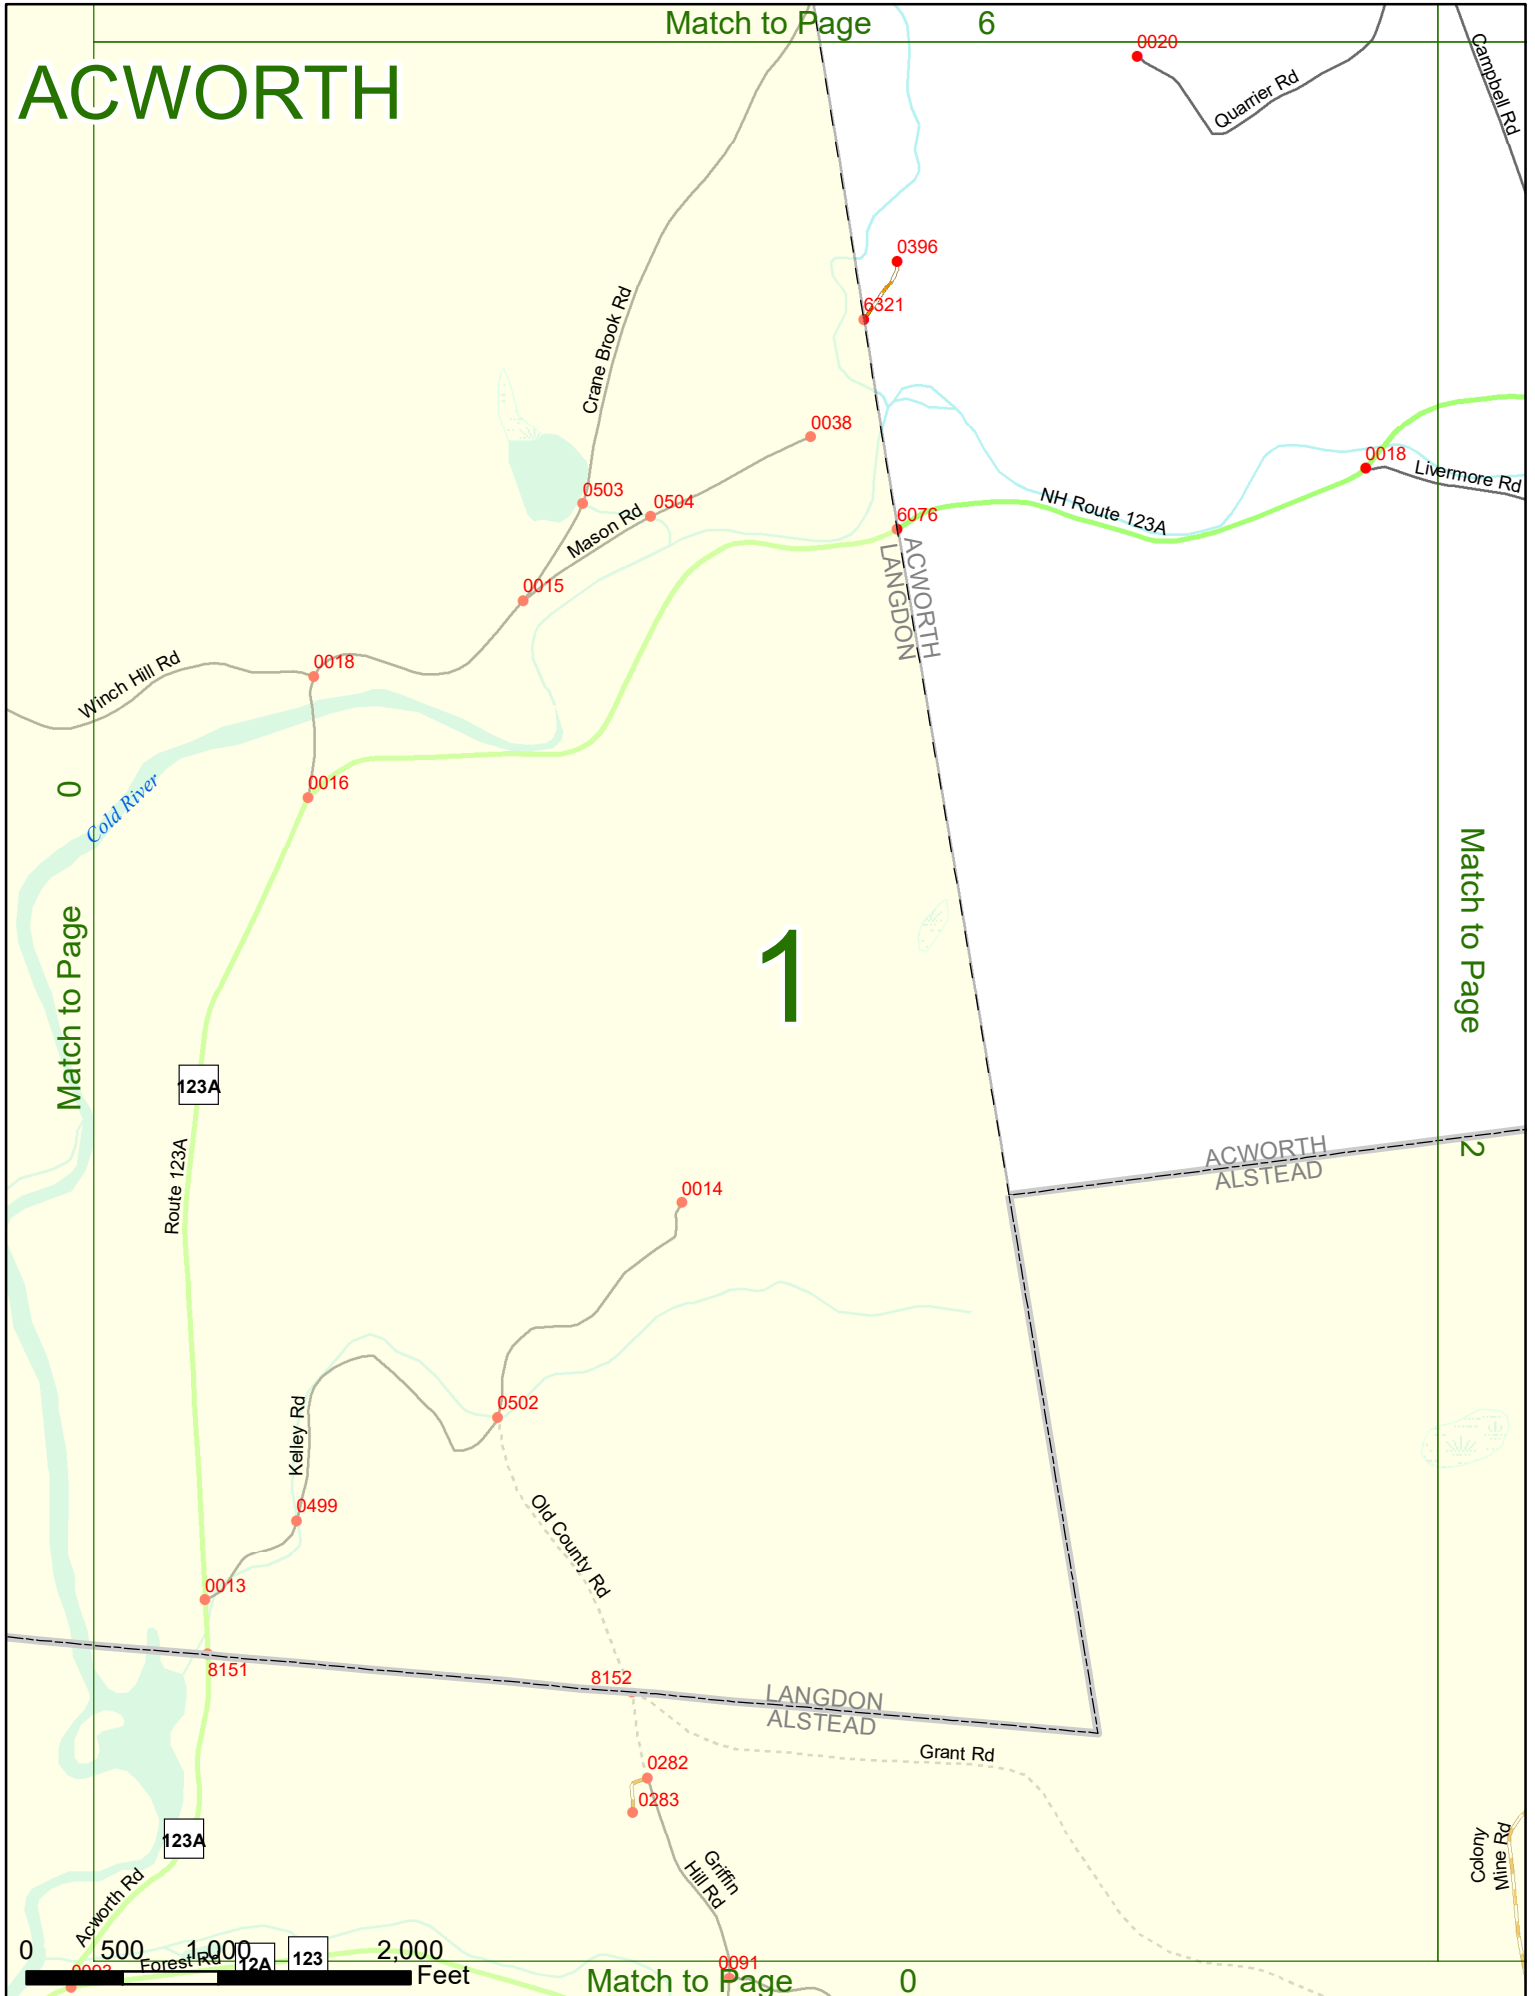 Match to Page 6
ACWORTH
0020
Quarrier Rd
Campbell Rd
0396
6321
Crane Brook Rd
0038
0018
Livermore Rd
0503
0504
Mason Rd
NH Route 123A
6076
ACWORTH
LANGDON
0015
0018
Winch Hill Rd
0016
Cold River
Match to Page 0
Match to Page 2
1
123A
Route 123A
ACWORTH
ALSTEAD
0014
0502
Kelley Rd
0499
Old County Rd
0013
8151
8152
LANGDON
ALSTEAD
Grant Rd
0282
0283
123A
Griffin
Hill Rd
Colony
Mine Rd
Acworth Rd
0 500 1,000 2,000
Feet
Forest Rd
12A
123
0091
Match to Page 0